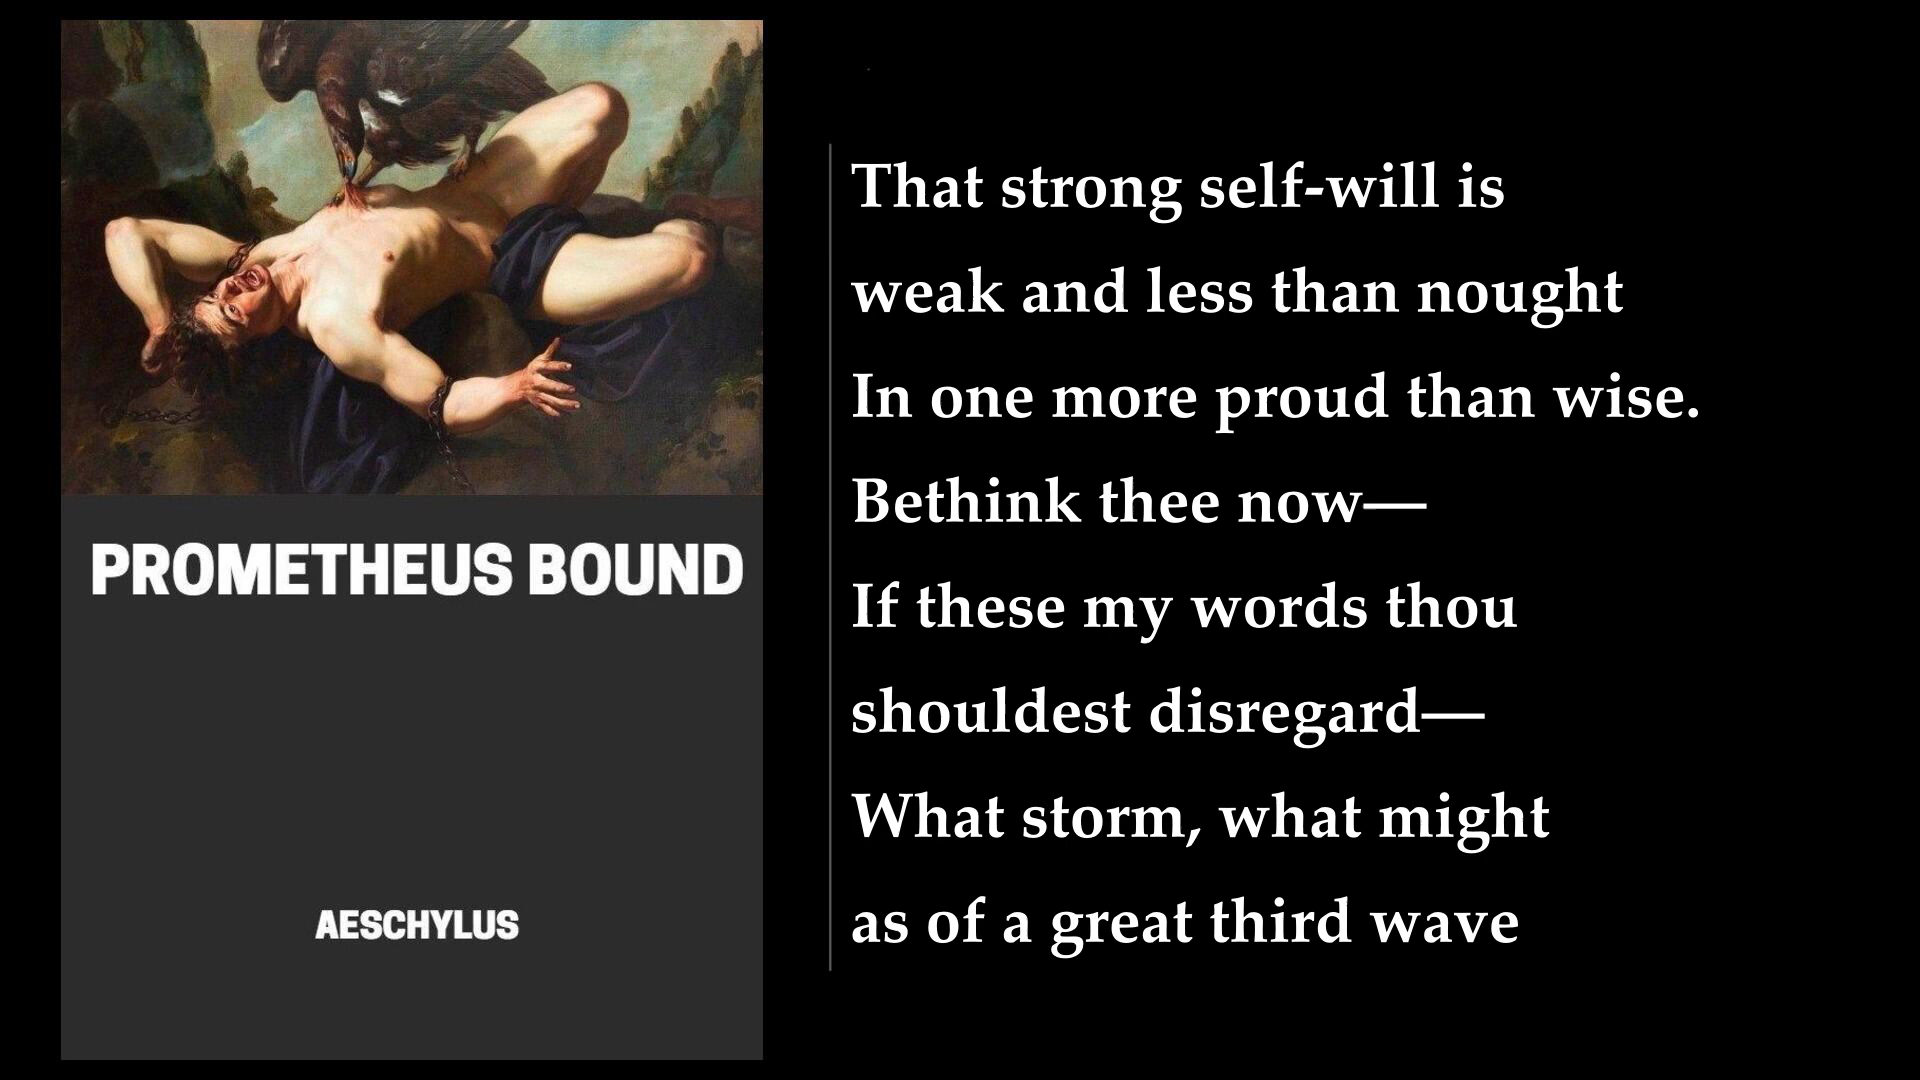 PROMETHEUS BOUND
AESCHYLUS
That strong self-will is
weak and less than nought
In one more proud than wise.
Bethink thee now—
If these my words thou
shouldest disregard—
What storm, what might
as of a great third wave